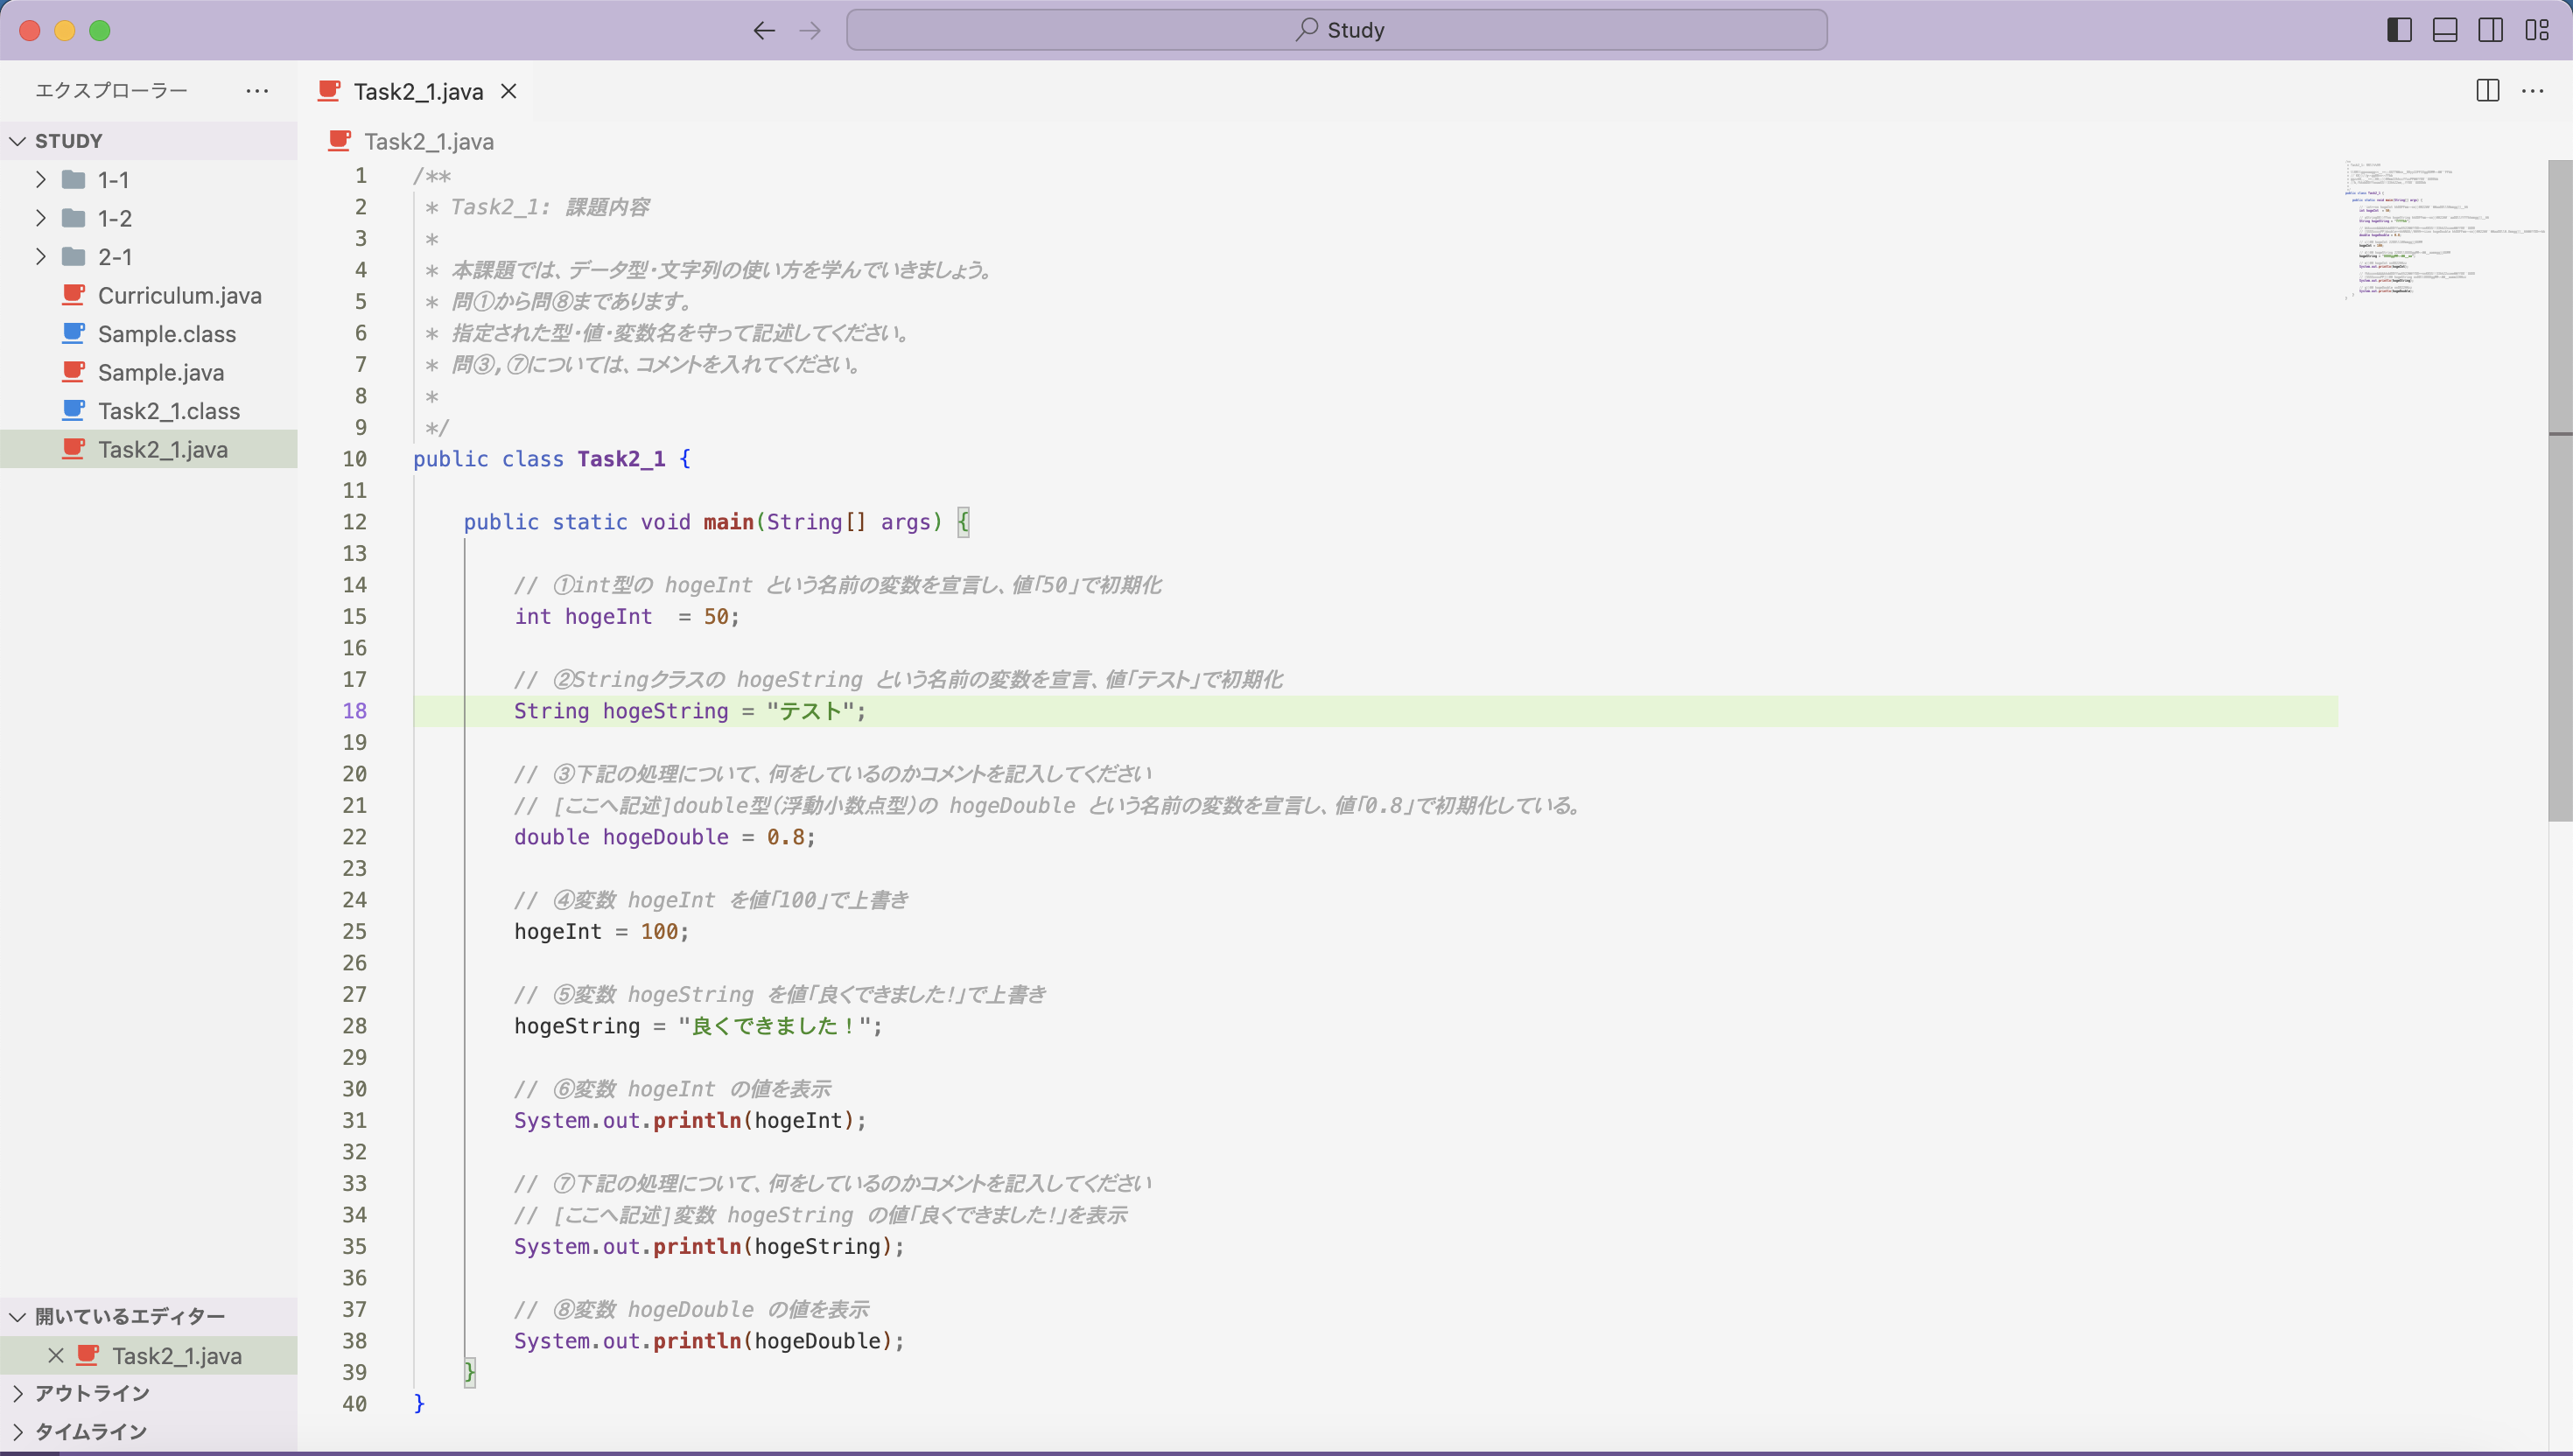 Study
エクスプローラー
Task2_1.java
STUDY
1-1
1-2
2-1
Curriculum.java
Sample.class
Sample.java
Task2_1.class
Task2_1.java
開いているエディター
Task2_1.java
アウトライン
タイムライン
Task2_1.java
1 /**
2 * Task2_1: 課題内容
3 *
4 * 本課題では、データ型・文字列の使い方を学んでいきましょう。
5 * 問①から問⑧まであります。
6 * 指定された型・値・変数名を守って記述してください。
7 * 問③,⑦については、コメントを入れてください。
8 *
9 */
10 public class Task2_1 {
11
12 public static void main(String[] args) {
13
14 // ①int型の hogeInt という名前の変数を宣言し、値「50」で初期化
15 int hogeInt  = 50;
16
17 // ②Stringクラスの hogeString という名前の変数を宣言、値「テスト」で初期化
18 String hogeString = "テスト";
19
20 // ③下記の処理について、何をしているのかコメントを記入してください
21 // [ここへ記述]double型(浮動小数点型)の hogeDouble という名前の変数を宣言し、値「0.8」で初期化している。
22 double hogeDouble = 0.8;
23
24 // ④変数 hogeInt を値「100」で上書き
25 hogeInt = 100;
26
27 // ⑤変数 hogeString を値「良くできました!」で上書き
28 hogeString = "良くできました！";
29
30 // ⑥変数 hogeInt の値を表示
31 System.out.println(hogeInt);
32
33 // ⑦下記の処理について、何をしているのかコメントを記入してください
34 // [ここへ記述]変数 hogeString の値「良くできました!」を表示
35 System.out.println(hogeString);
36
37 // ⑧変数 hogeDouble の値を表示
38 System.out.println(hogeDouble);
39 }
40 }